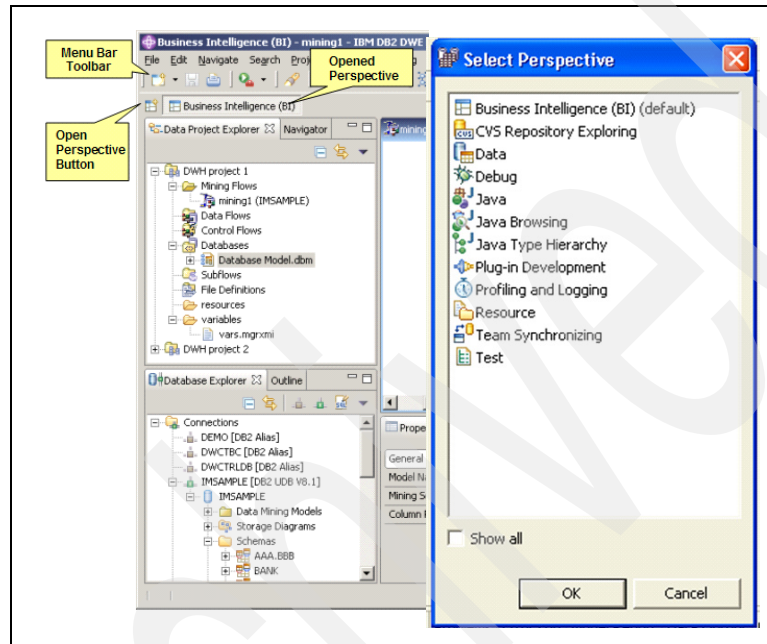 Business Intelligence (BI) - mining1 - IBM DB2 DWE
File Edit Navigate Search
Menu Bar
Toolbar
Opened
Perspective
Business Intelligence (BI)
Open
Perspective
Button
Data Project Explorer Navigator
DWH project 1
Mining Flows
mining1 (IMSAMPLE)
Data Flows
Control Flows
Databases
Database Model.dbm
Subflows
File Definitions
resources
variables
vars.mgrxmi
DWH project 2
Database Explorer Outline
Connections
DEMO [DB2 Alias]
DWCTBC [DB2 Alias]
DWCTRLDB [DB2 Alias]
IMSAMPLE [DB2 UDB V8.1]
IMSAMPLE
Data Mining Models
Storage Diagrams
Schemas
AAA.BBB
BANK
General
Select Perspective
Business Intelligence (BI) (default)
CVS Repository Exploring
Data
Debug
Java
Java Browsing
Java Type Hierarchy
Plug-in Development
Profiling and Logging
Resource
Team Synchronizing
Test
Show all
OK Cancel